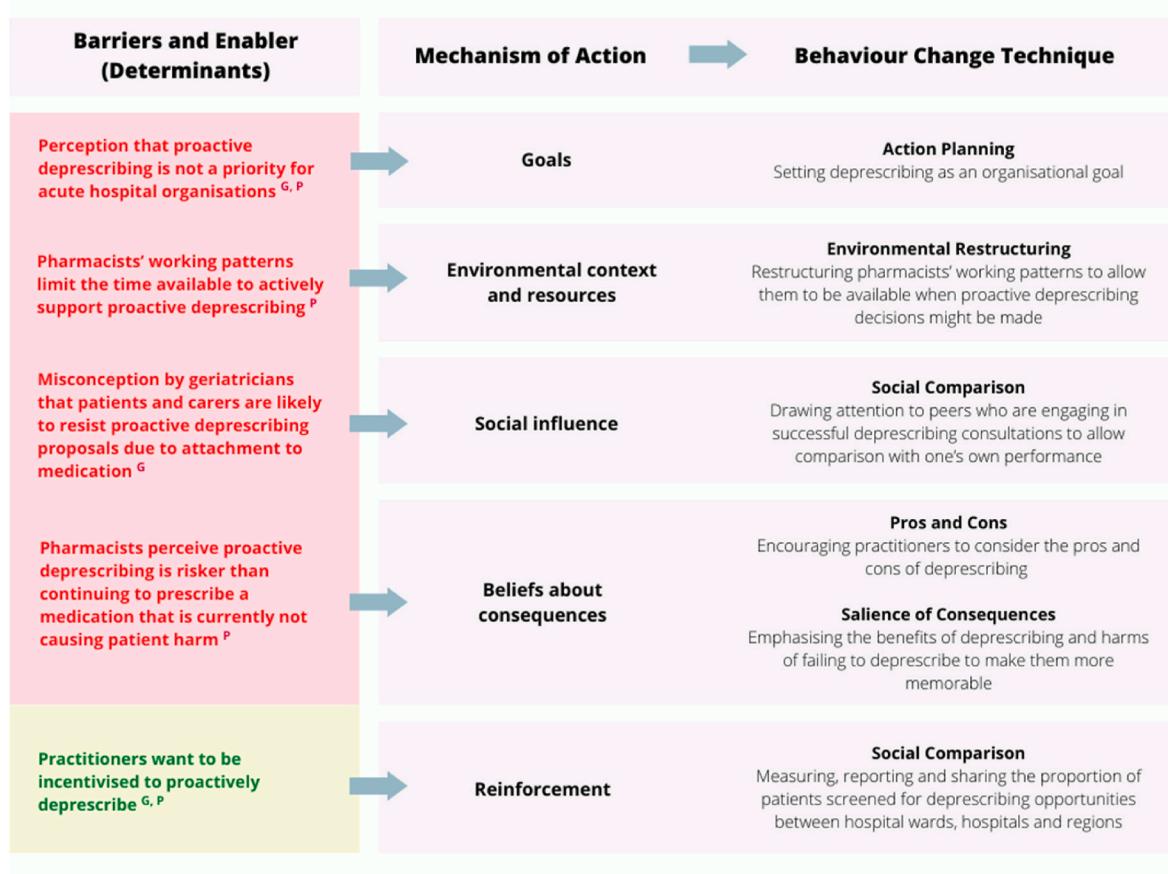 Barriers and Enabler
(Determinants)
Mechanism of Action
Behaviour Change Technique
Perception that proactive
deprescribing is not a priority for
acute hospital organisations G, P
Goals
Action Planning
Setting deprescribing as an organisational goal
Pharmacists’ working patterns
limit the time available to actively
support proactive deprescribing P
Environmental context
and resources
Environmental Restructuring
Restructuring pharmacists’ working patterns to allow
them to be available when proactive deprescribing
decisions might be made
Misconception by geriatricians
that patients and carers are likely
to resist proactive deprescribing
proposals due to attachment to
medication G
Social influence
Social Comparison
Drawing attention to peers who are engaging in
successful deprescribing consultations to allow
comparison with one’s own performance
Pharmacists perceive proactive
deprescribing is risker than
continuing to prescribe a
medication that is currently not
causing patient harm P
Beliefs about
consequences
Pros and Cons
Encouraging practitioners to consider the pros and
cons of deprescribing
Salience of Consequences
Emphasising the benefits of deprescribing and harms
of failing to deprescribe to make them more
memorable
Practitioners want to be
incentivised to proactively
deprescribe G, P
Reinforcement
Social Comparison
Measuring, reporting and sharing the proportion of
patients screened for deprescribing opportunities
between hospital wards, hospitals and regions